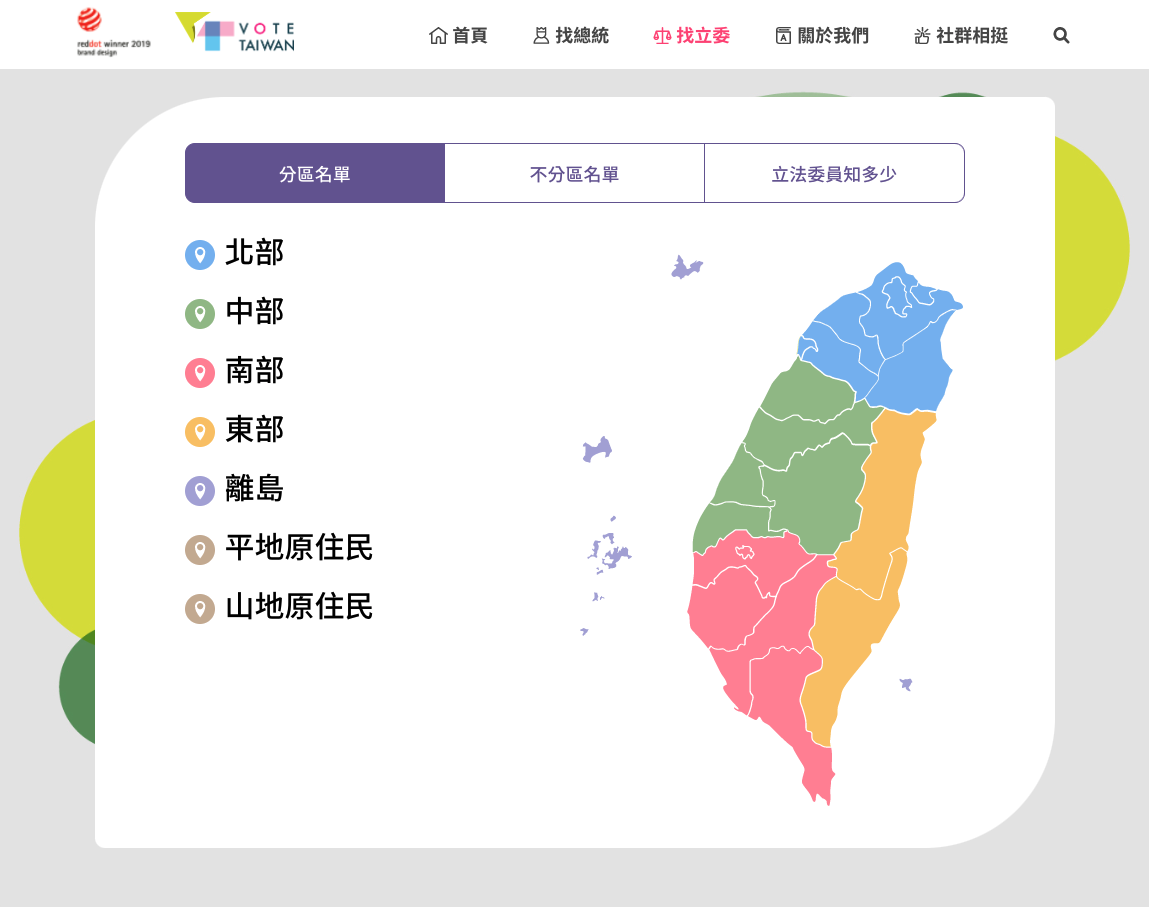 reddot winner 2019
brand design
VOTE
TAIWAN
首頁
找總統
找立委
關於我們
社群相挺
分區名單
不分區名單
立法委員知多少
北部
中部
南部
東部
離島
平地原住民
山地原住民